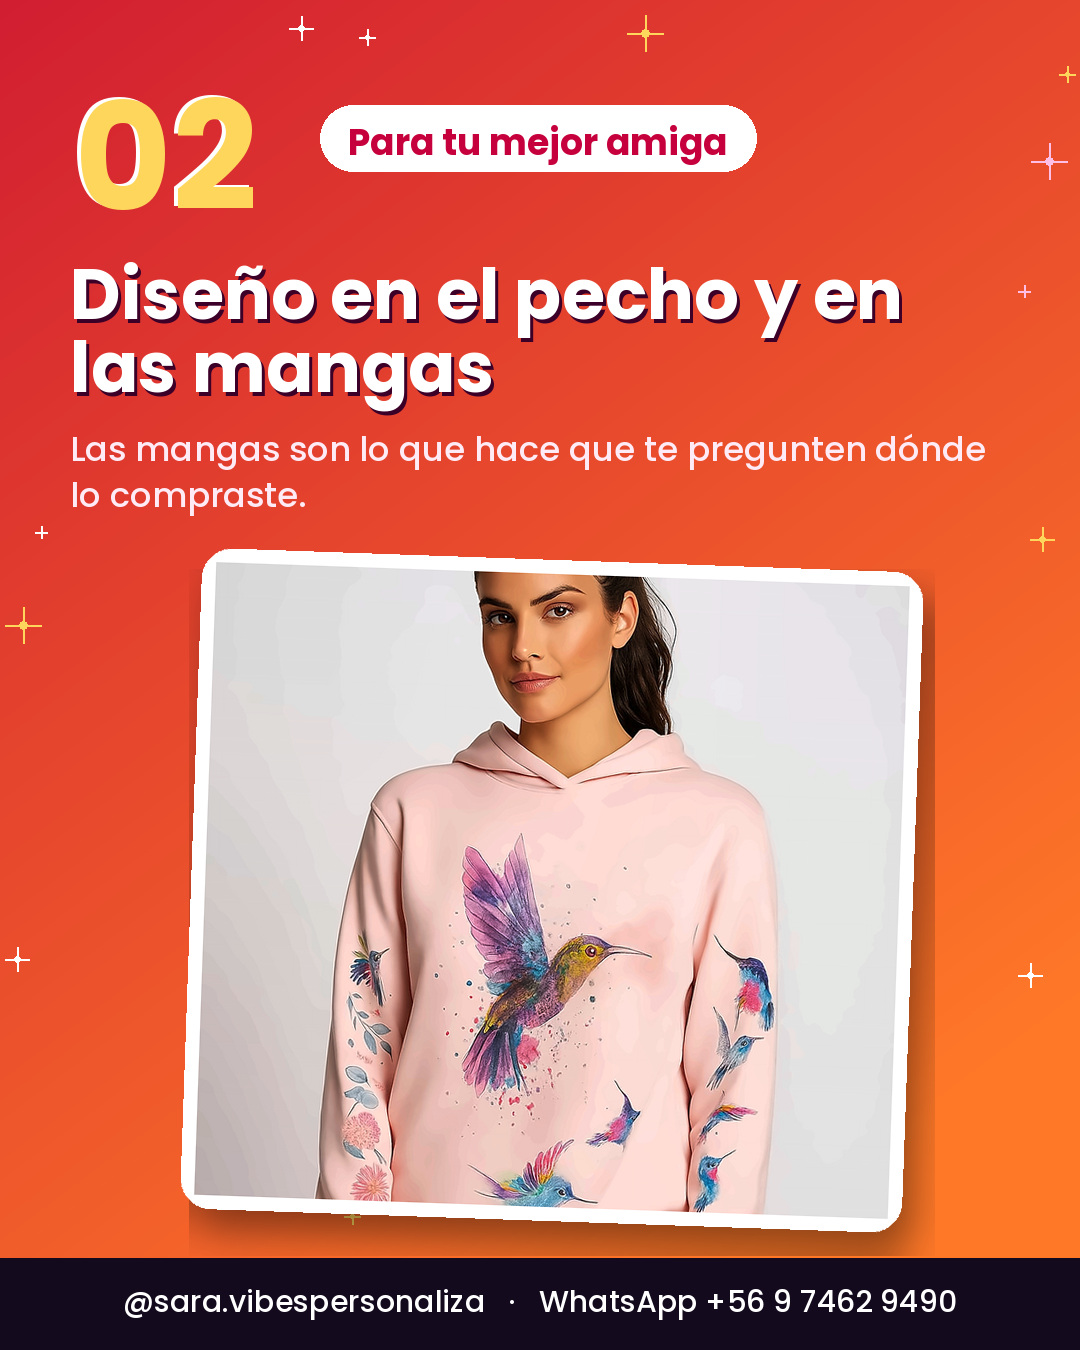 02
Para tu mejor amiga
Diseño en el pecho y en
las mangas
Las mangas son lo que hace que te pregunten dónde
lo compraste.
@sara.vibespersonaliza · WhatsApp +56 9 7462 9490